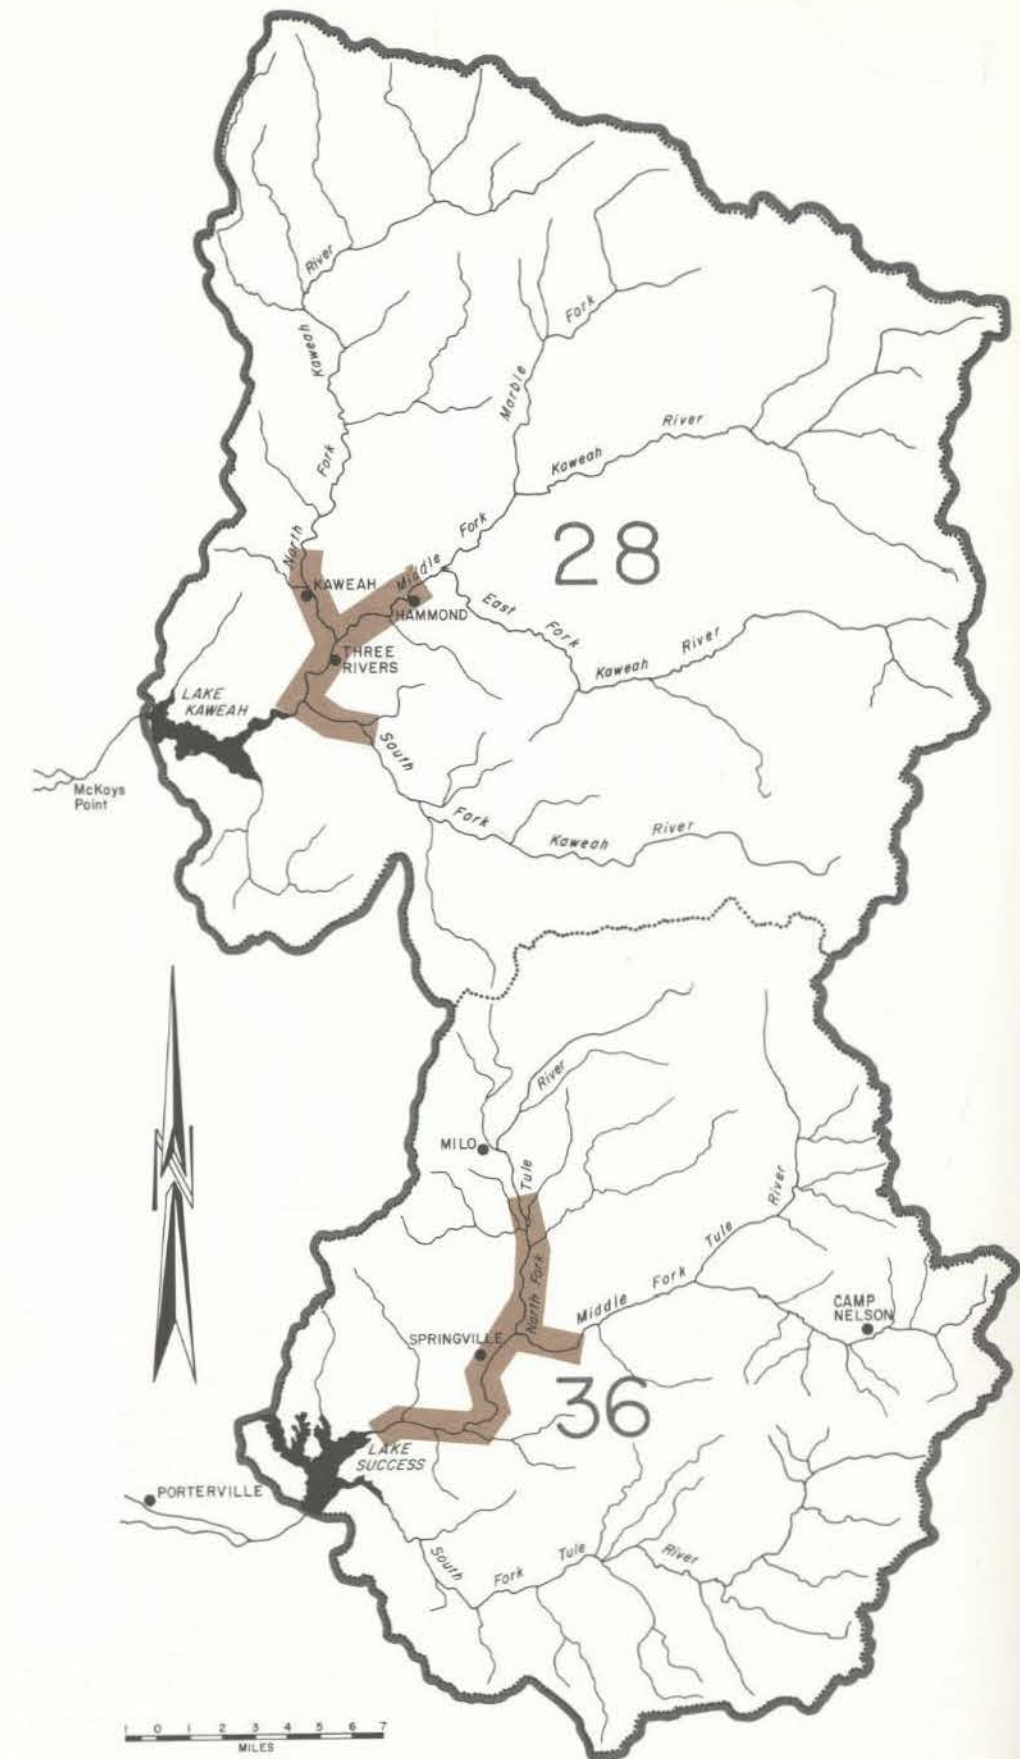 River
Kaweah
Fork
North
Fork
Marble
Kaweah
River
Middle
Fork
28
KAWEAH
HAMMOND
East
Fork
Kaweah
River
THREE
RIVERS
LAKE
KAWEAH
South
Fork
Kaweah
River
McKays
Point
River
MILO
Tule
North Fork
River
Tule
Fork
Middle
CAMP
NELSON
SPRINGVILLE
36
LAKE
SUCCESS
PORTERVILLE
South
Fork
Tule
River
1 0 1 2 3 4 5 6 7
MILES